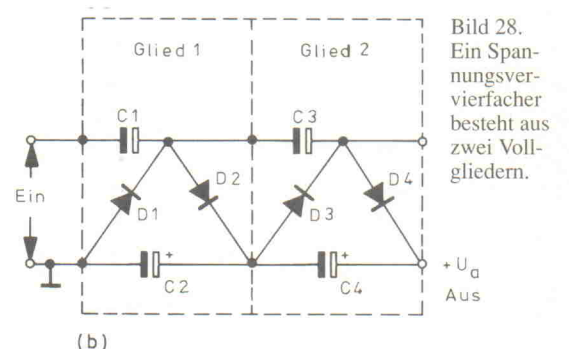 Glied 1
Glied 2
C1
C3
Ein
D1
D2
D3
D4
C2
+
C4
+
+ Ua
Aus
(b)
Bild 28.
Ein Span-
nungsver-
vierfacher
besteht aus
zwei Voll-
gliedern.